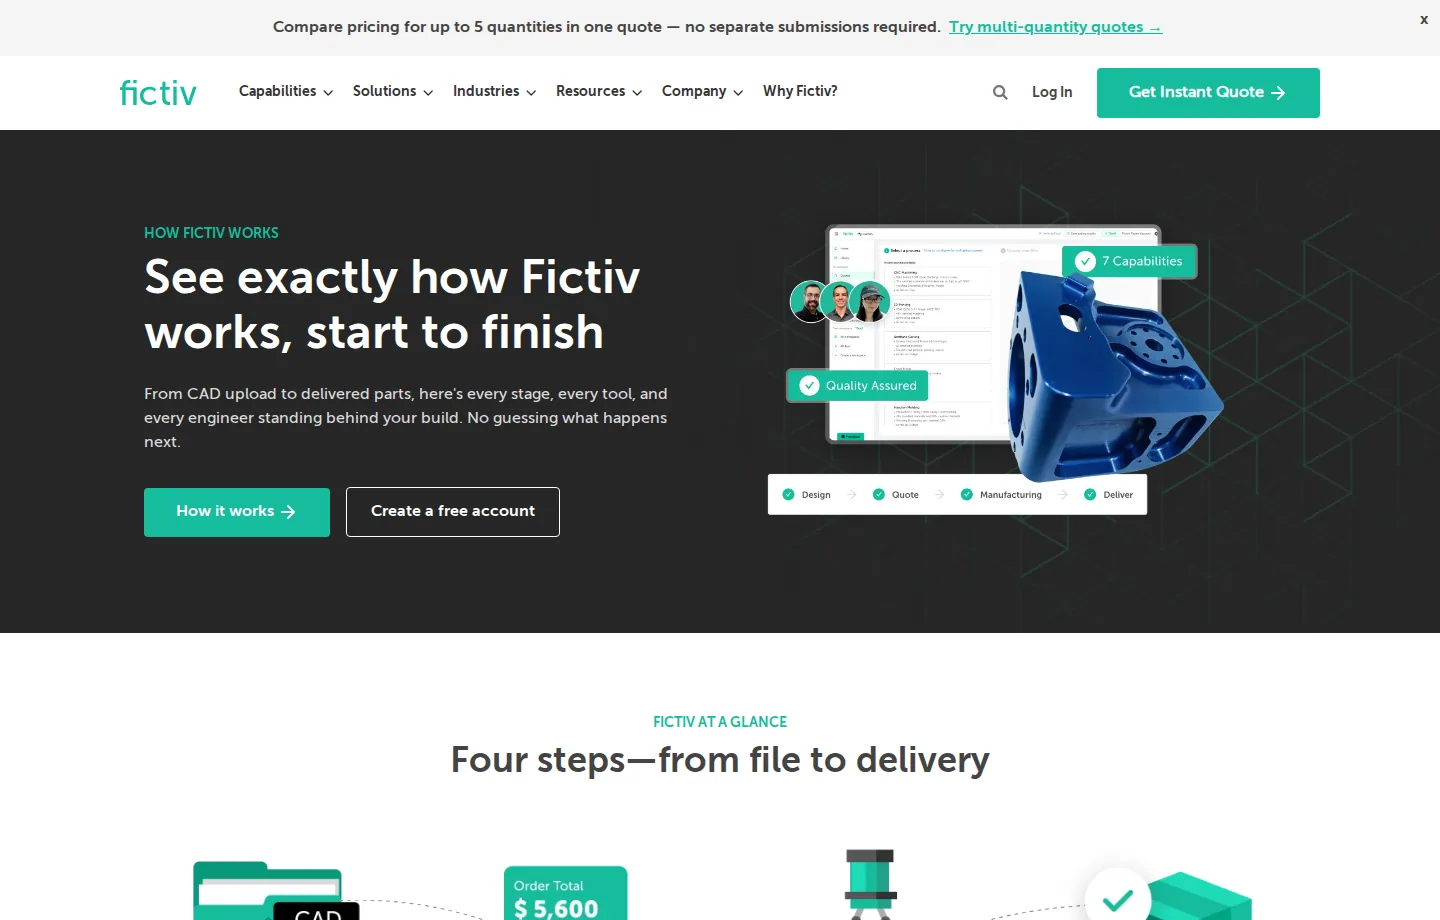 Compare pricing for up to 5 quantities in one quote — no separate submissions required. Try multi-quantity quotes →
x
fictiv
Capabilities
Solutions
Industries
Resources
Company
Why Fictiv?
Log In
Get Instant Quote →
HOW FICTIV WORKS
See exactly how Fictiv
works, start to finish
From CAD upload to delivered parts, here's every stage, every tool, and
every engineer standing behind your build. No guessing what happens
next.
How it works →
Create a free account
7 Capabilities
Select a process
Quality Assured
Design
Quote
Manufacturing
Deliver
FICTIV AT A GLANCE
Four steps—from file to delivery
CAD
Order Total
$ 5,600